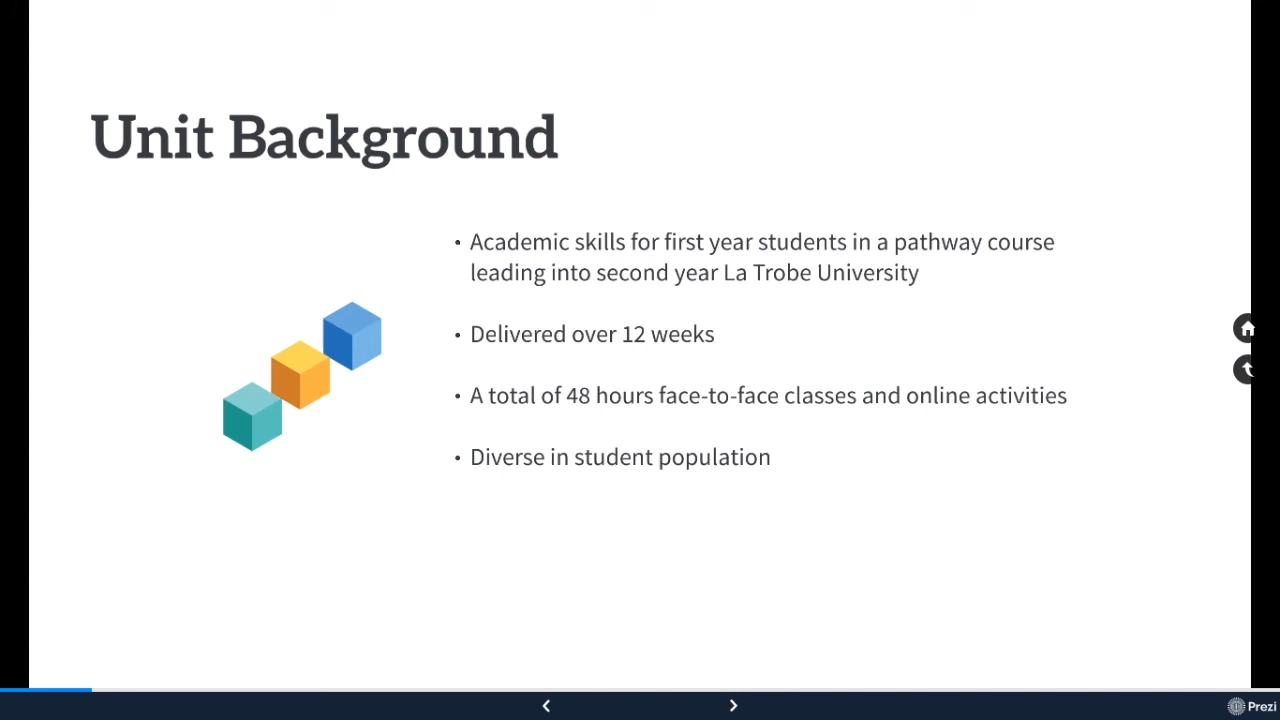 Unit Background
• Academic skills for first year students in a pathway course
leading into second year La Trobe University
• Delivered over 12 weeks
• A total of 48 hours face-to-face classes and online activities
• Diverse in student population
Prezi